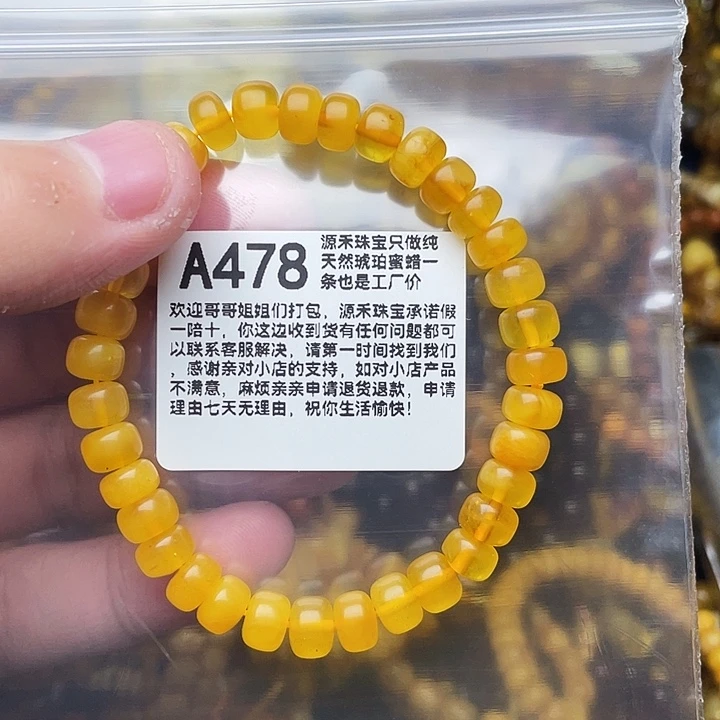 A478
源禾珠宝只做纯
天然琥珀蜜蜡一
条也是工厂价
欢迎哥哥姐姐们打包，源禾珠宝承诺假
一陪十，你这边收到货有任何问题都可
以联系客服解决，请第一时间找到我们
，感谢亲对小店的支持，如对小店产品
不满意，麻烦亲亲申请退货退款，申请
理由七天无理由，祝你生活愉快！